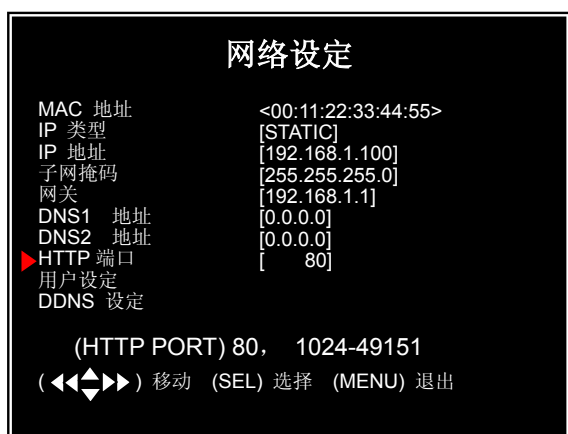 网络设定
MAC 地址 <00:11:22:33:44:55>
IP 类型 [STATIC]
IP 地址 [192.168.1.100]
子网掩码 [255.255.255.0]
网关 [192.168.1.1]
DNS1 地址 [0.0.0.0]
DNS2 地址 [0.0.0.0]
HTTP 端口 [ 80]
用户设定
DDNS 设定
(HTTP PORT) 80， 1024-49151
( ) 移动 (SEL) 选择 (MENU) 退出